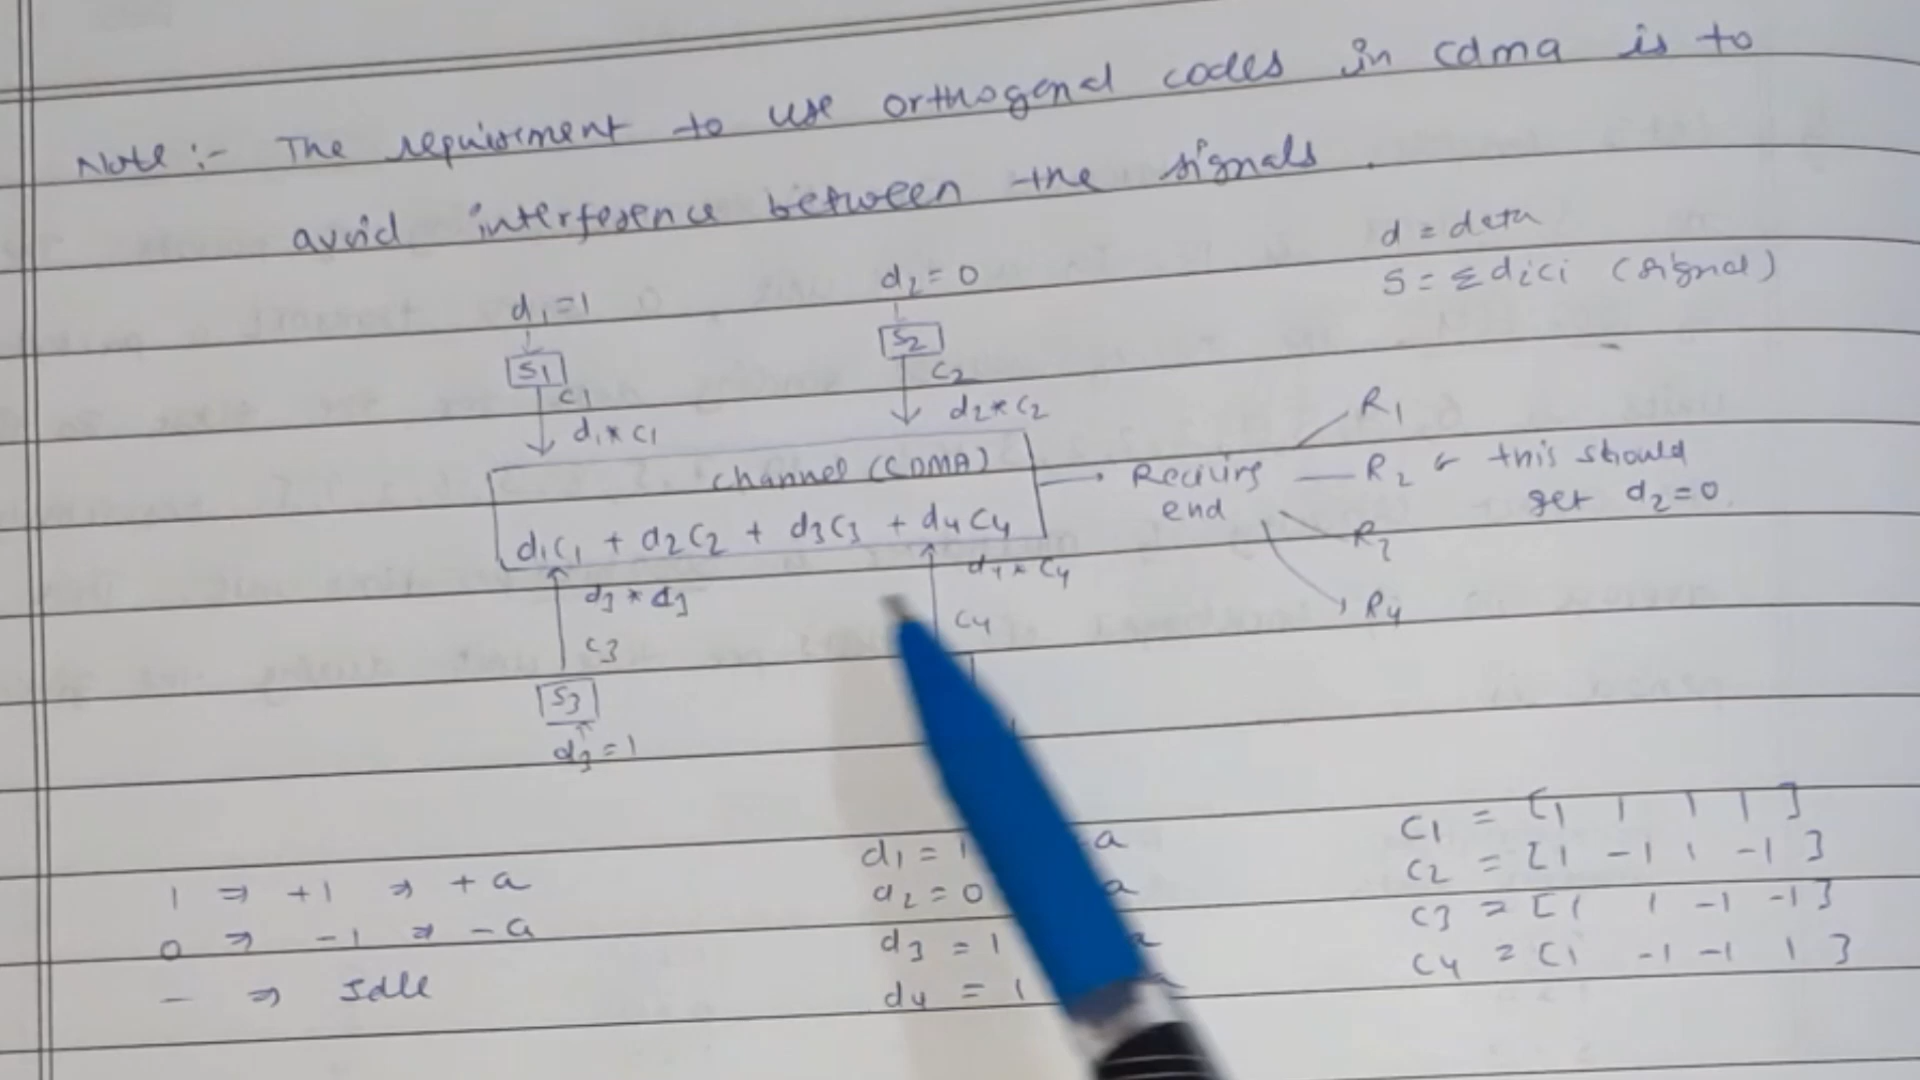 Note :- The requirement to use orthogonal codes in cdma is to
avoid interference between the signals.
d = data
S = Σdici (signal)
d1=1
d2=0
S1
S2
C1
C2
d1*C1
d2*C2
Channel (CDMA)
d1C1 + d2C2 + d3C3 + d4C4
→ Reciving end
R1
R2 ← this should
get d2=0
R4
d3 * d3
d4*C4
C3
C4
S3
d3=1
1 ⇒ +1 ⇒ +a
0 ⇒ -1 ⇒ -a
— ⇒ Idle
d1 = 1 a
d2 = 0 a
d3 = 1 a
d4 = 1
C1 = [1 1 1 1]
C2 = [1 -1 1 -1]
C3 = [1 1 -1 -1]
C4 = [1 -1 -1 1]